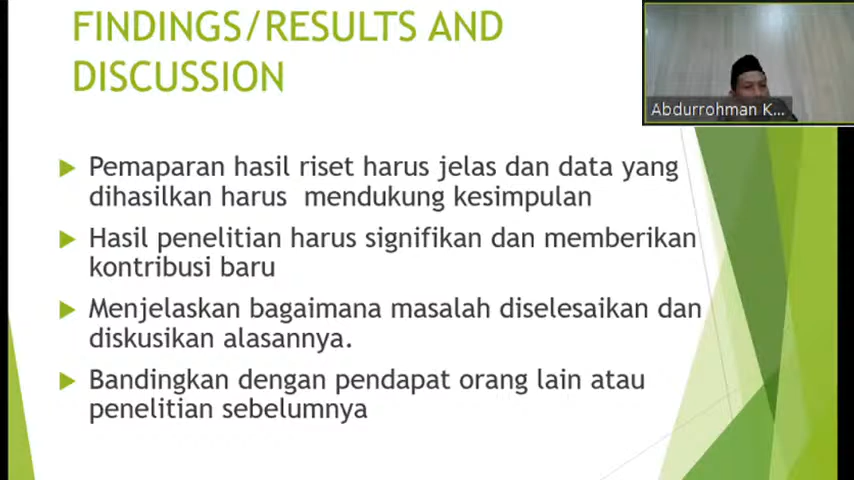 FINDINGS/RESULTS AND
DISCUSSION
Abdurrohman K...
Pemaparan hasil riset harus jelas dan data yang
dihasilkan harus mendukung kesimpulan
Hasil penelitian harus signifikan dan memberikan
kontribusi baru
Menjelaskan bagaimana masalah diselesaikan dan
diskusikan alasannya.
Bandingkan dengan pendapat orang lain atau
penelitian sebelumnya